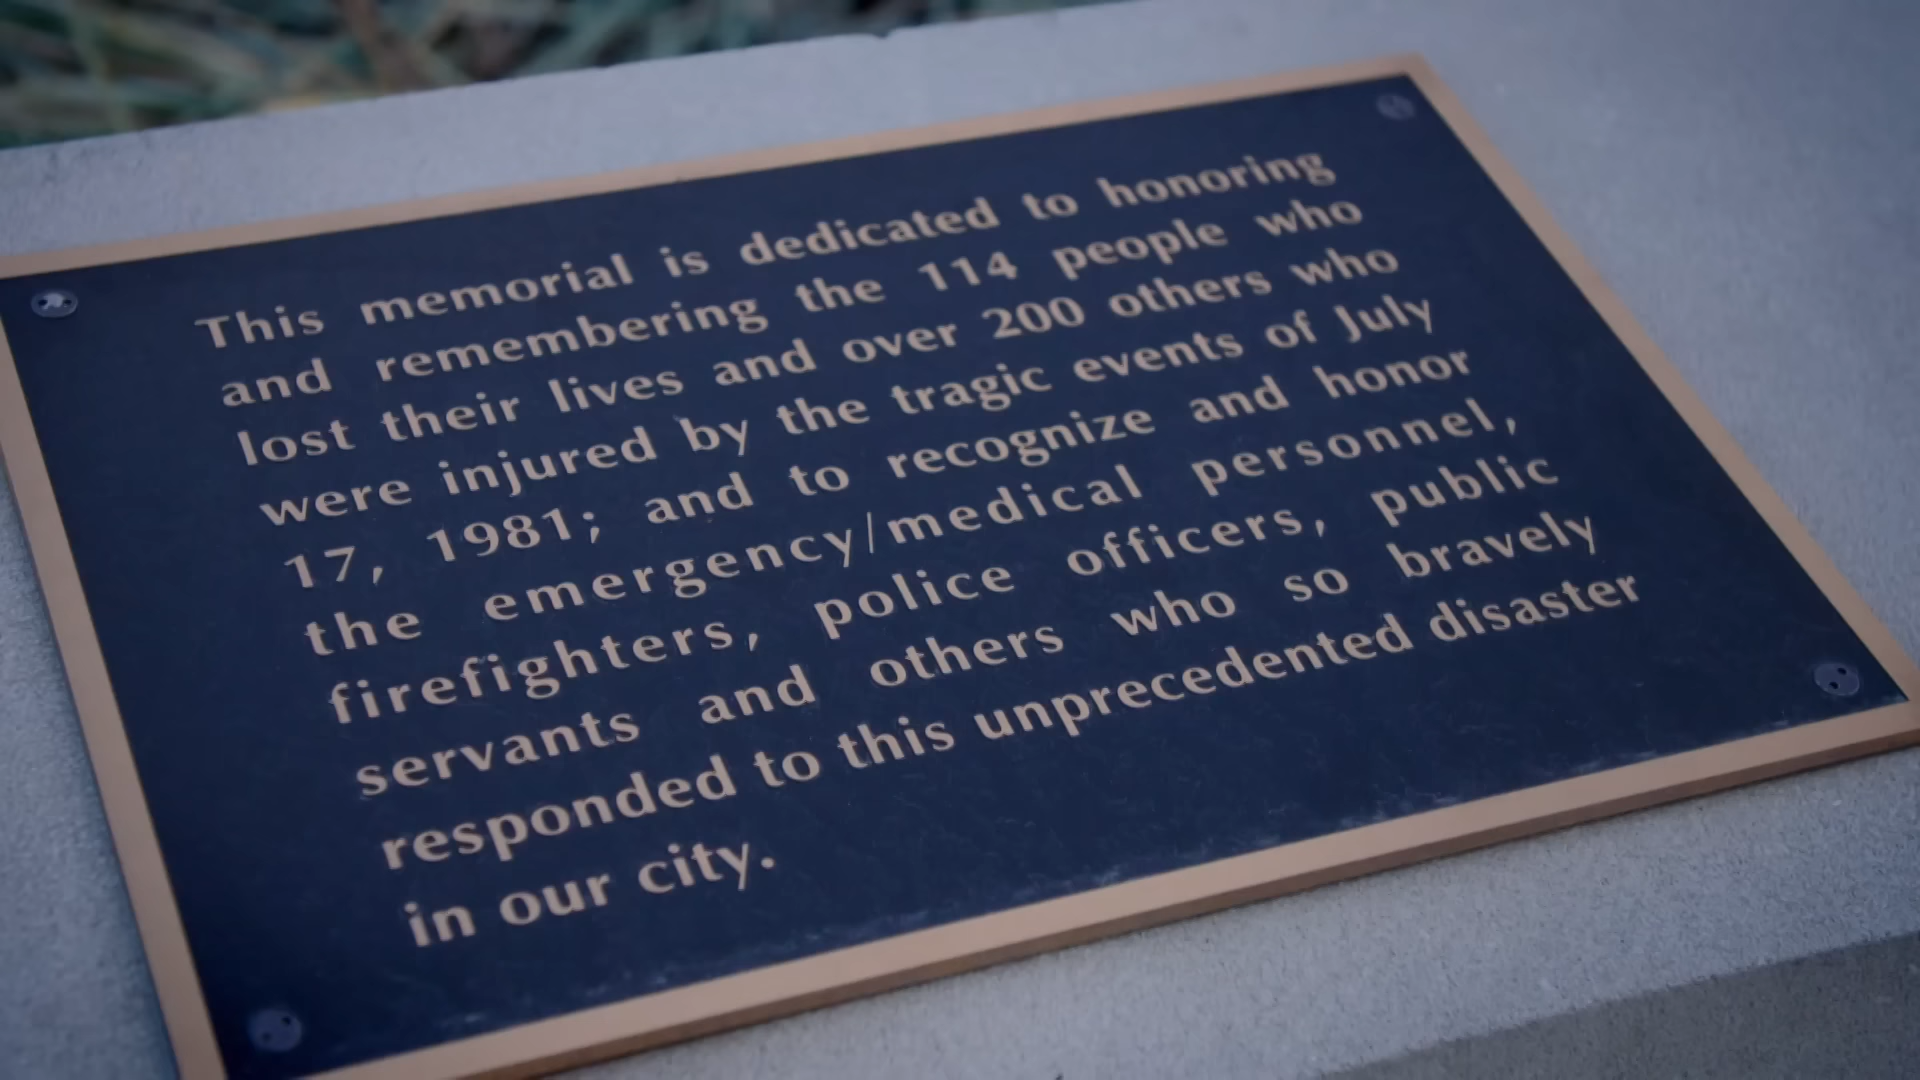 This memorial is dedicated to honoring
and remembering the 114 people who
lost their lives and over 200 others who
were injured by the tragic events of July
17, 1981; and to recognize and honor
the emergency/medical personnel,
firefighters, police officers, public
servants and others who so bravely
responded to this unprecedented disaster
in our city.